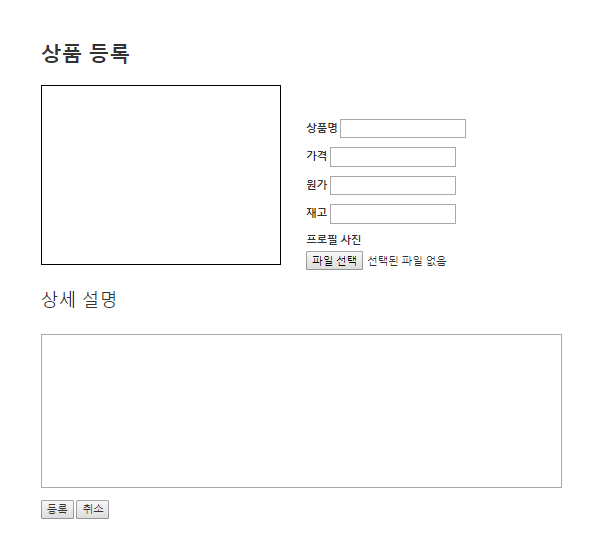 상품 등록
상품명
가격
원가
재고
프로필 사진
파일 선택 선택된 파일 없음
상세 설명
등록 취소